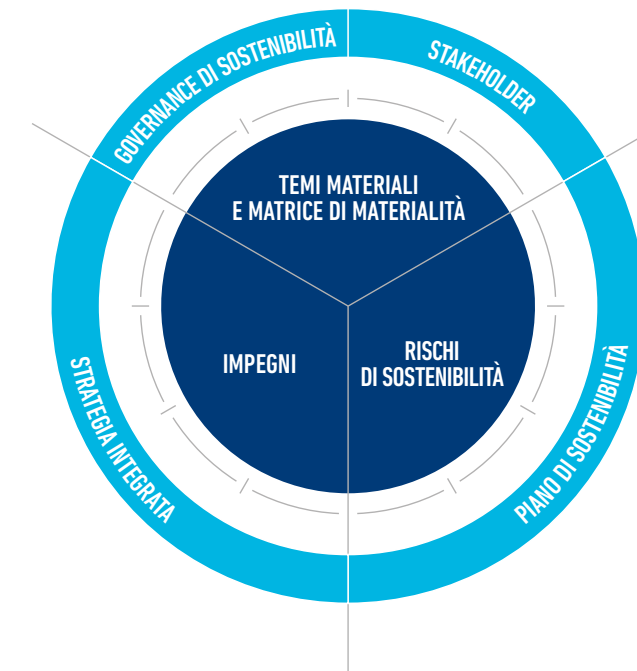 GOVERNANCE DI SOSTENIBILITÀ
STAKEHOLDER
TEMI MATERIALI
E MATRICE DI MATERIALITÀ
IMPEGNI
RISCHI
DI SOSTENIBILITÀ
STRATEGIA INTEGRATA
PIANO DI SOSTENIBILITÀ